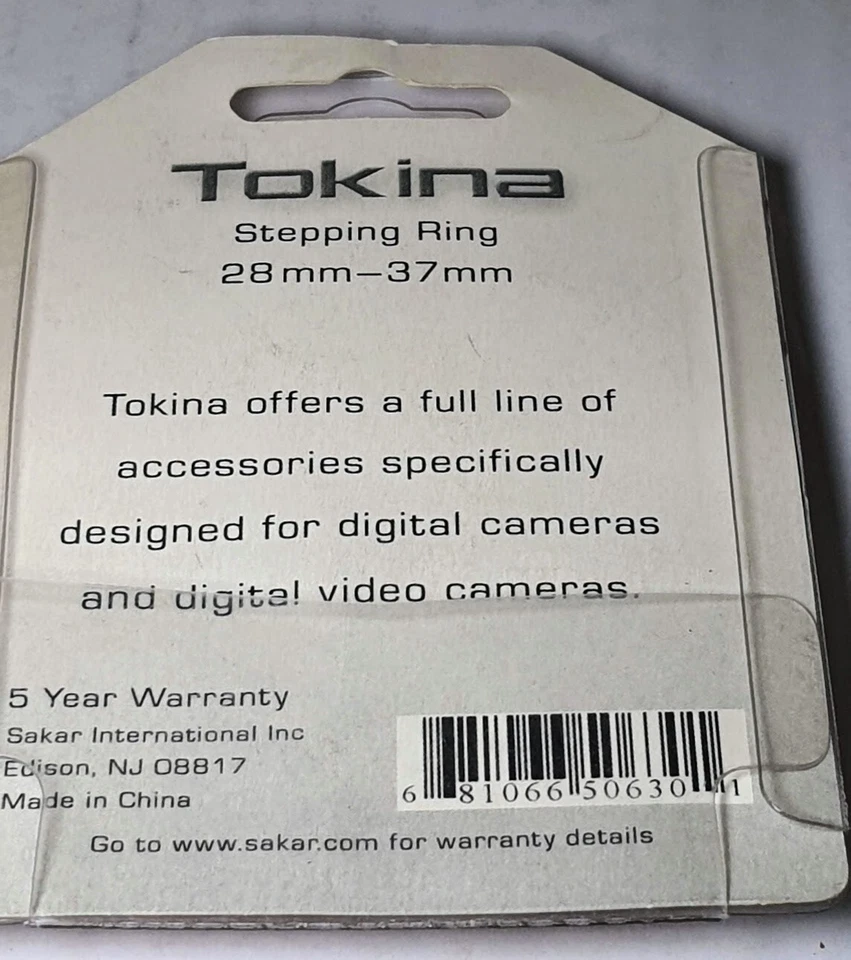 Tokina
Stepping Ring
28mm–37mm
Tokina offers a full line of
accessories specifically
designed for digital cameras
and digital video cameras.
5 Year Warranty
Sakar International Inc
Edison, NJ 08817
Made in China
6 81066 50630 1
Go to www.sakar.com for warranty details